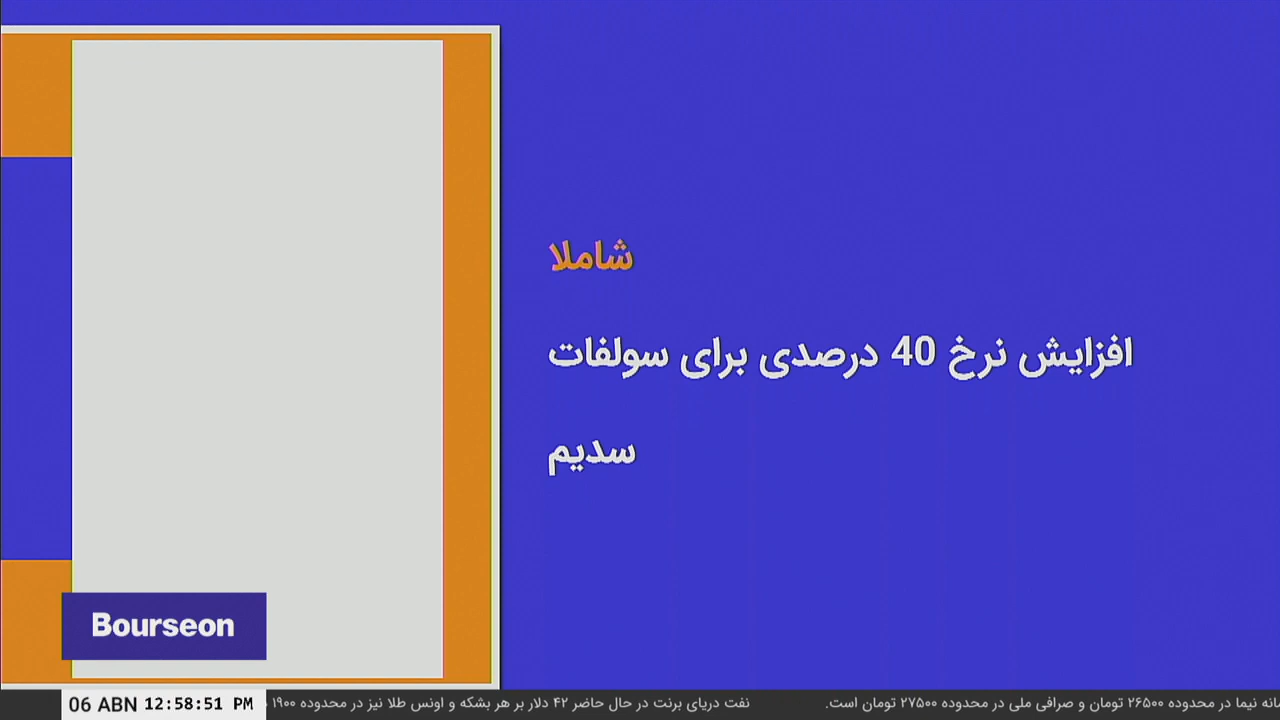 شاملا
افزایش نرخ 40 درصدی برای سولفات
سدیم
Bourseon
06 ABN 12:58:51 PM
نیما در محدوده ۲۶۵۰۰ تومان و صرافی ملی در محدوده ۲۷۵۰۰ تومان است. نفت دریای برنت در حال حاضر ۴۲ دلار بر هر بشکه و اونس طلا نیز در محدوده ۱۹۰۰